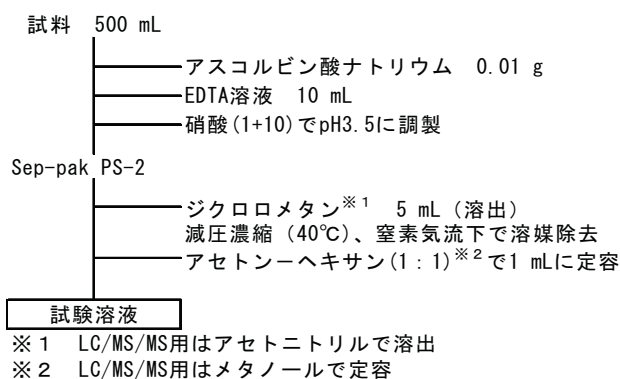 試料 500 mL
アスコルビン酸ナトリウム 0.01 g
EDTA溶液 10 mL
硝酸(1+10)でpH3.5に調製
Sep-pak PS-2
ジクロロメタン※1 5 mL（溶出）
減圧濃縮（40℃）、窒素気流下で溶媒除去
アセトンーヘキサン(1：1)※2で1 mLに定容
試験溶液
※1 LC/MS/MS用はアセトニトリルで溶出
※2 LC/MS/MS用はメタノールで定容